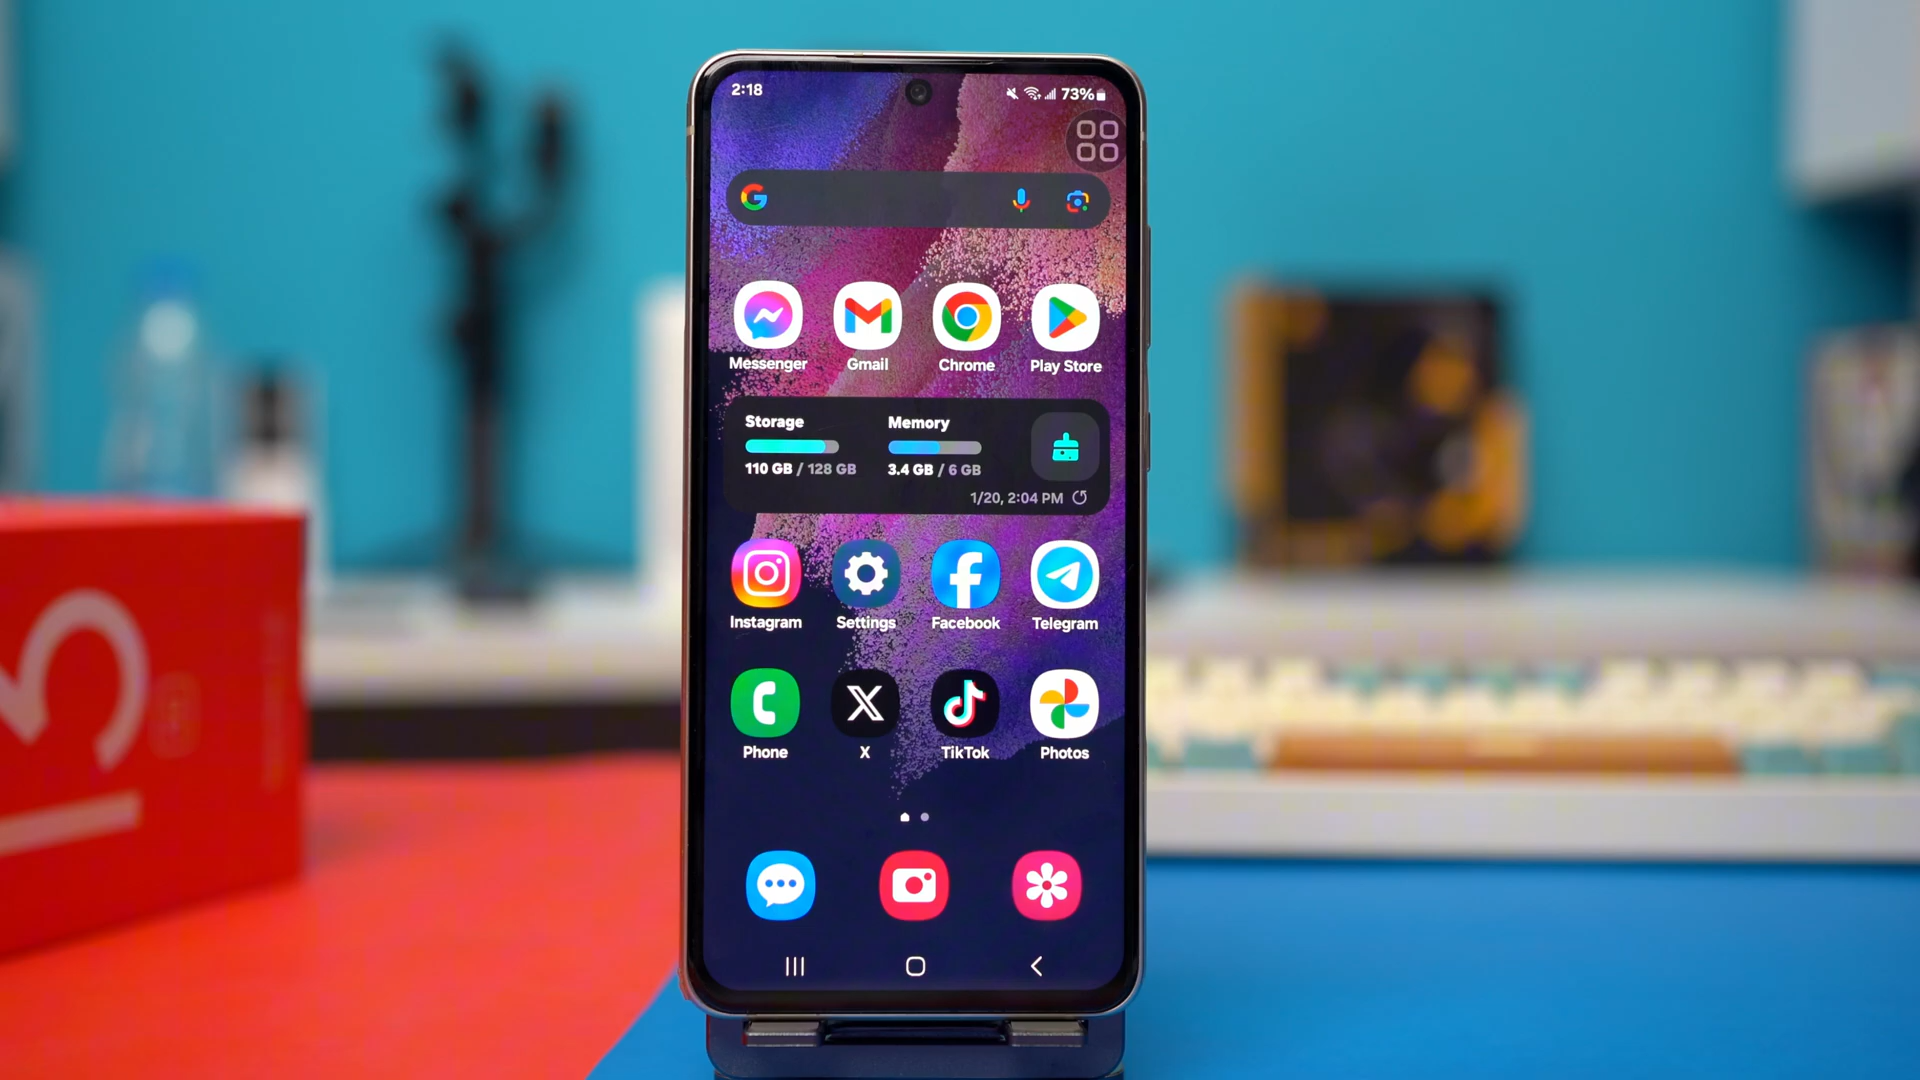 2:18
73%
Messenger Gmail Chrome Play Store
Storage Memory
110 GB / 128 GB 3.4 GB / 6 GB
1/20, 2:04 PM
Instagram Settings Facebook Telegram
Phone X TikTok Photos
13